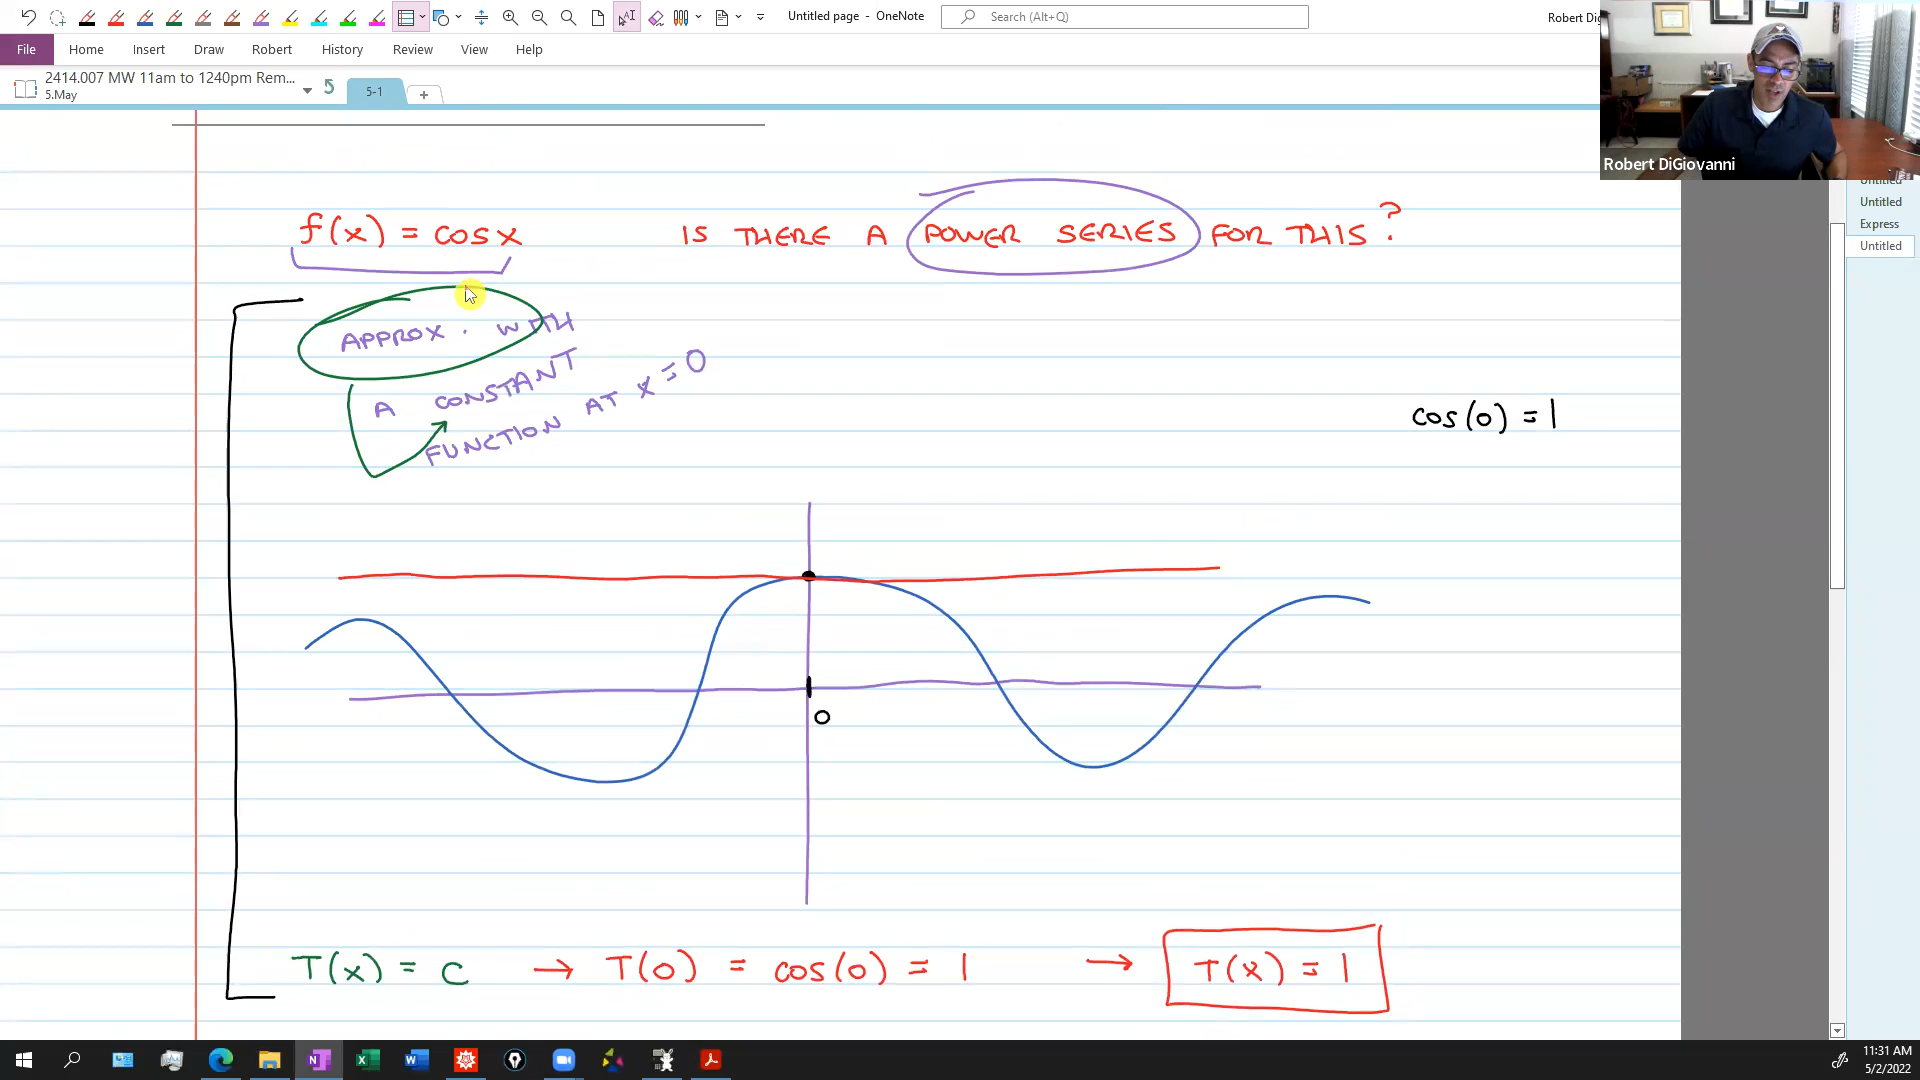 Untitled page - OneNote
Search (Alt+Q)
Robert Dig
File Home Insert Draw Robert History Review View Help
2414.007 MW 11am to 1240pm Rem...
5.May
5-1
Robert DiGiovanni
Untitled
Untitled
Express
Untitled
f(x) = cosx IS THERE A POWER SERIES FOR THIS?
APPROX. WITH
A CONSTANT
FUNCTION AT x=0
cos(0) = 1
0
T(x) = c → T(0) = cos(0) = 1 → T(x) = 1
11:31 AM
5/2/2022